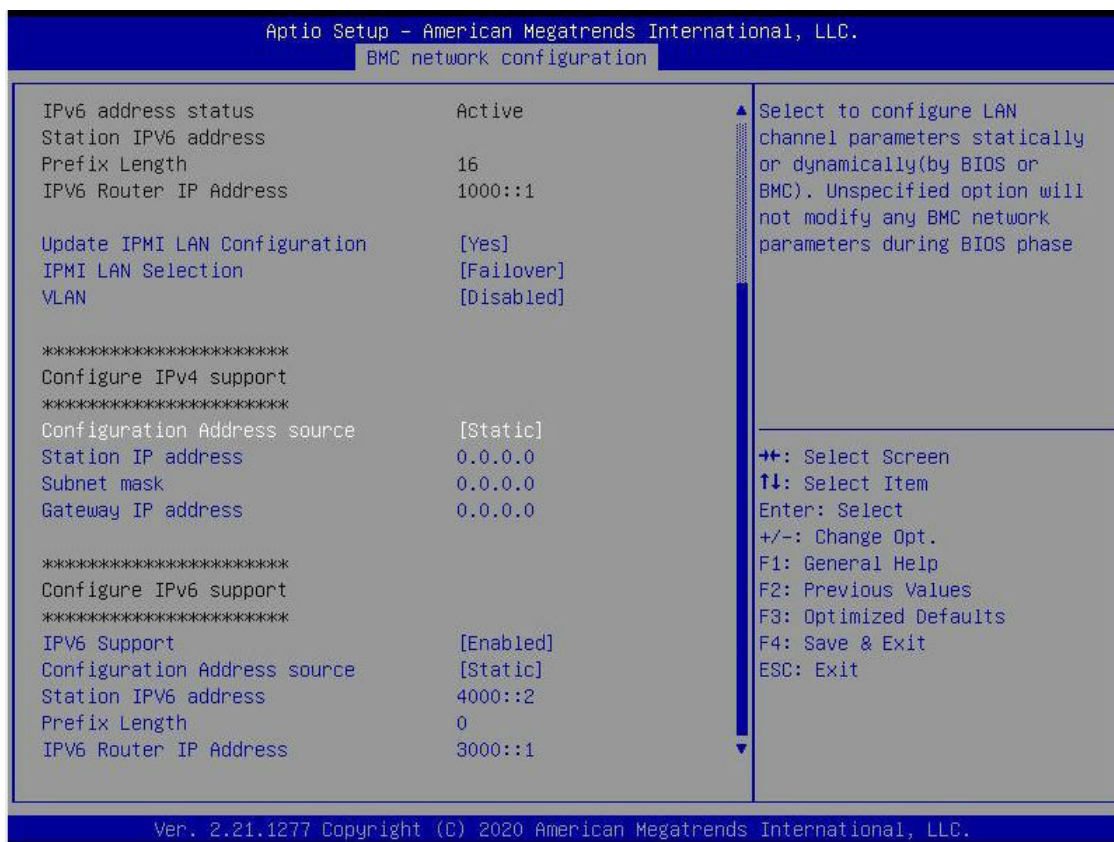 Aptio Setup – American Megatrends International, LLC.
BMC network configuration
IPv6 address status Active
Station IPV6 address
Prefix Length 16
IPV6 Router IP Address 1000::1
Update IPMI LAN Configuration [Yes]
IPMI LAN Selection [Failover]
VLAN [Disabled]
*********************
Configure IPv4 support
*********************
Configuration Address source [Static]
Station IP address 0.0.0.0
Subnet mask 0.0.0.0
Gateway IP address 0.0.0.0
*********************
Configure IPv6 support
*********************
IPV6 Support [Enabled]
Configuration Address source [Static]
Station IPV6 address 4000::2
Prefix Length 0
IPV6 Router IP Address 3000::1
Select to configure LAN
channel parameters statically
or dynamically(by BIOS or
BMC). Unspecified option will
not modify any BMC network
parameters during BIOS phase
→←: Select Screen
↑↓: Select Item
Enter: Select
+/-: Change Opt.
F1: General Help
F2: Previous Values
F3: Optimized Defaults
F4: Save & Exit
ESC: Exit
Ver. 2.21.1277 Copyright (C) 2020 American Megatrends International, LLC.